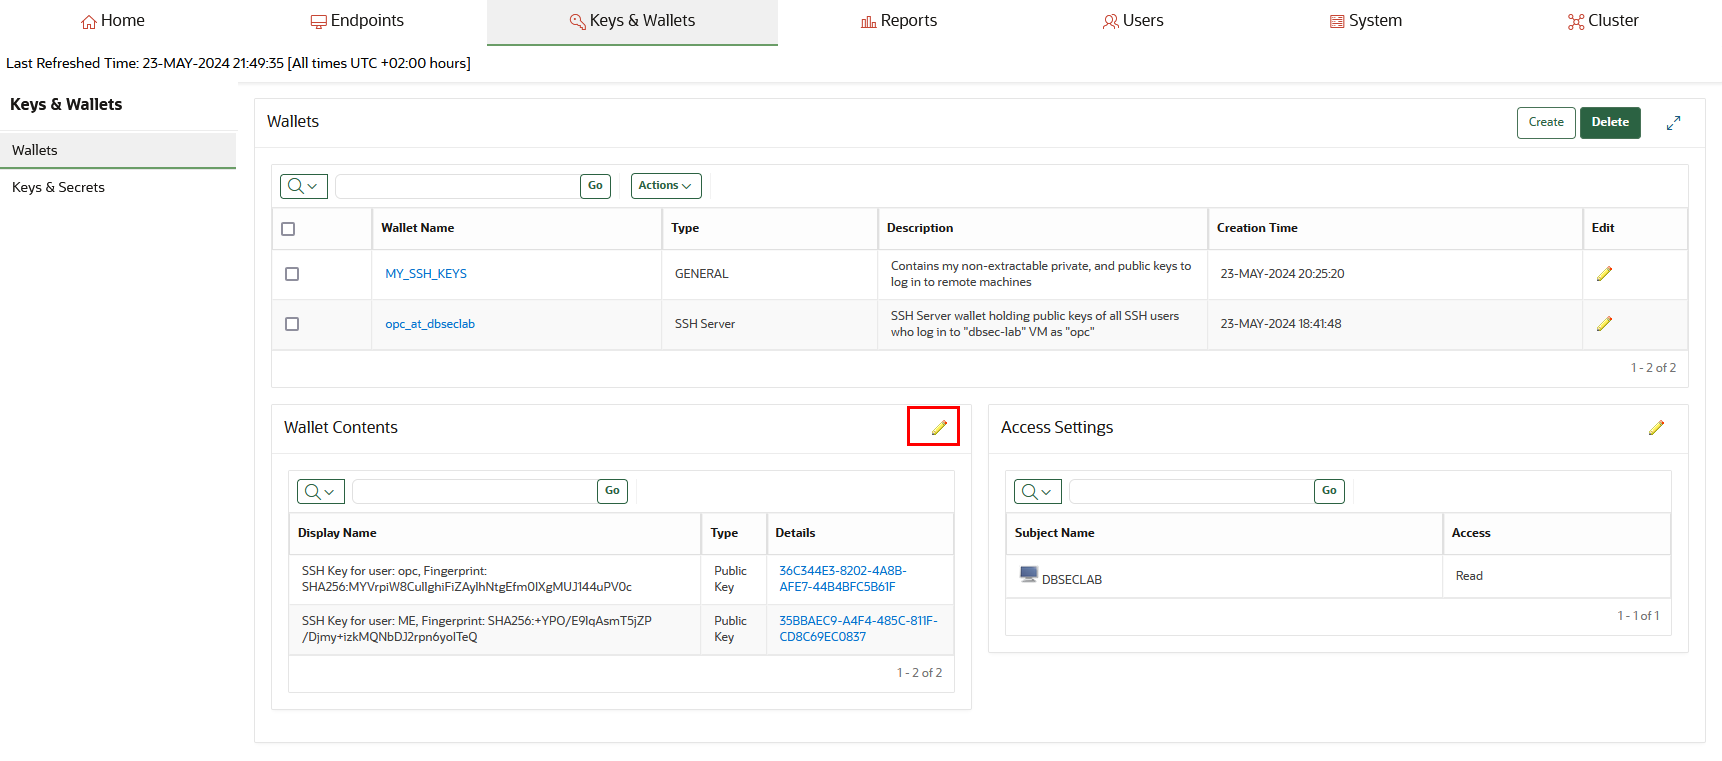 Home
Endpoints
Keys & Wallets
Reports
Users
System
Cluster
Last Refreshed Time: 23-MAY-2024 21:49:35 [All times UTC +02:00 hours]
Keys & Wallets
Wallets
Keys & Secrets
Wallets
Create
Delete
Go
Actions
Wallet Name
Type
Description
Creation Time
Edit
MY_SSH_KEYS
GENERAL
Contains my non-extractable private, and public keys to
log in to remote machines
23-MAY-2024 20:25:20
opc_at_dbseclab
SSH Server
SSH Server wallet holding public keys of all SSH users
who log in to "dbsec-lab" VM as "opc"
23-MAY-2024 18:41:48
1 - 2 of 2
Wallet Contents
Go
Display Name
Type
Details
SSH Key for user: opc, Fingerprint:
SHA256:MYVrpiW8CullghiFiZAylhNtgEfm0IXgMUJ144uPV0c
Public
Key
36C344E3-8202-4A8B-
AFE7-44B4BFC5B61F
SSH Key for user: ME, Fingerprint: SHA256:+YPO/E9IqAsmT5jZP
/Djmy+izkMQNbDJ2rpn6yolTeQ
Public
Key
35BBAEC9-A4F4-485C-811F-
CD8C69EC0837
1 - 2 of 2
Access Settings
Go
Subject Name
Access
DBSECLAB
Read
1 - 1 of 1